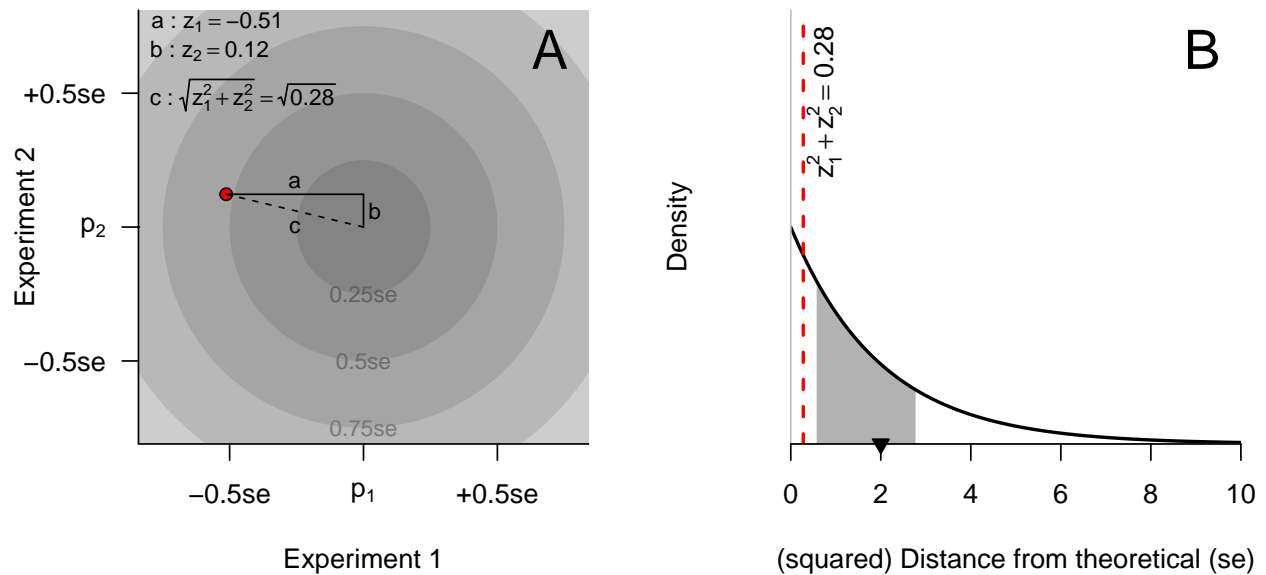 A
a : z₁ = −0.51
b : z₂ = 0.12
c : √(z₁² + z₂²) = √0.28
+0.5se
p₂
−0.5se
Experiment 2
a
b
c
0.25se
0.5se
0.75se
−0.5se
p₁
+0.5se
Experiment 1
B
z₁² + z₂² = 0.28
Density
0 2 4 6 8 10
(squared) Distance from theoretical (se)